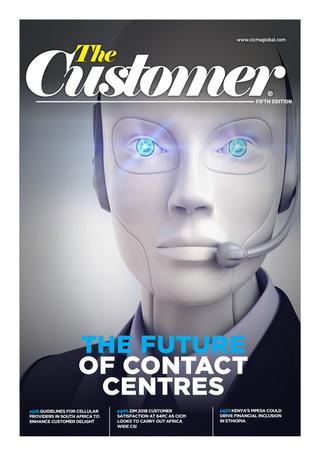 www.cicmaglobal.com
The
Customer®
FIFTH EDITION
THE FUTURE
OF CONTACT
CENTRES
pg16 GUIDELINES FOR CELLULAR
PROVIDERS IN SOUTH AFRICA TO
ENHANCE CUSTOMER DELIGHT
pg40 ZIM 2018 CUSTOMER
SATISFACTION AT 64PC AS CICM
LOOKS TO CARRY OUT AFRICA
WIDE CSI
pg23 KENYA'S MPESA COULD
DRIVE FINANCIAL INCLUSION
IN ETHIOPIA